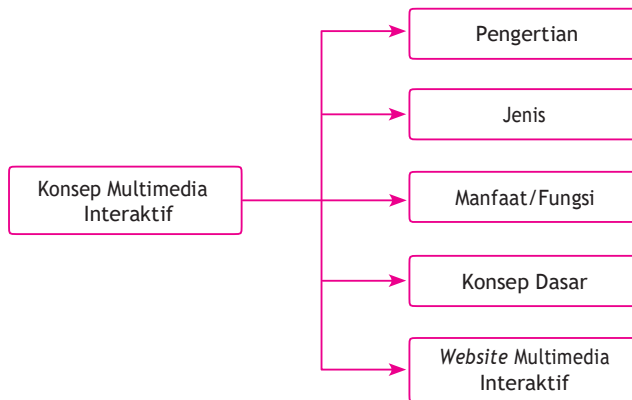 Pengertian
Jenis
Konsep Multimedia
Interaktif
Manfaat/Fungsi
Konsep Dasar
Website Multimedia
Interaktif